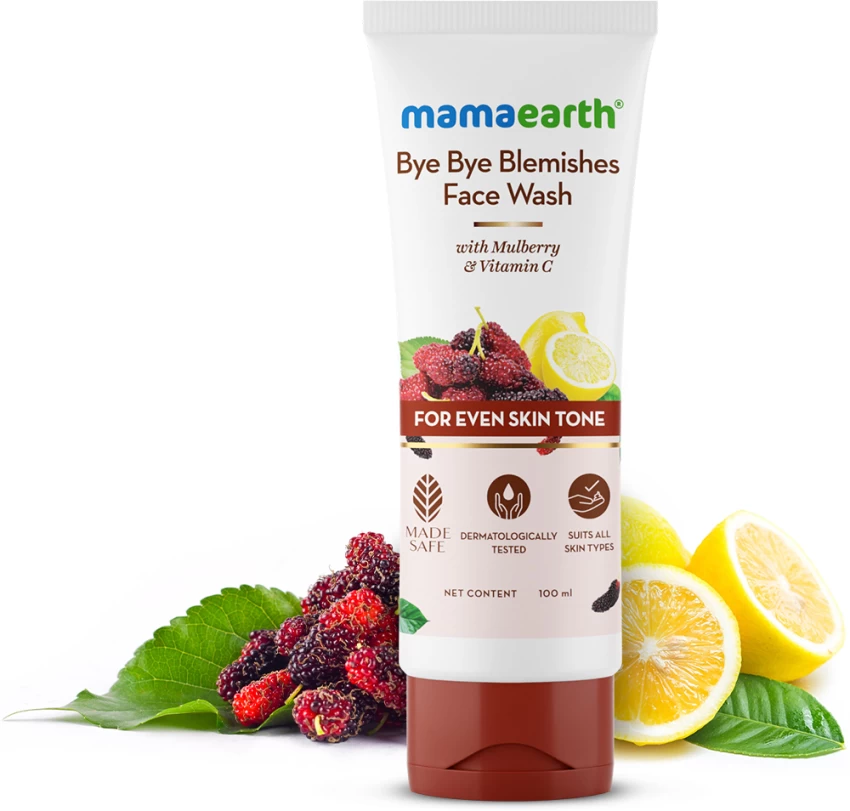 mamaearth®
Bye Bye Blemishes
Face Wash
with Mulberry
& Vitamin C
FOR EVEN SKIN TONE
MADE
SAFE
DERMATOLOGICALLY
TESTED
SUITS ALL
SKIN TYPES
NET CONTENT 100 ml